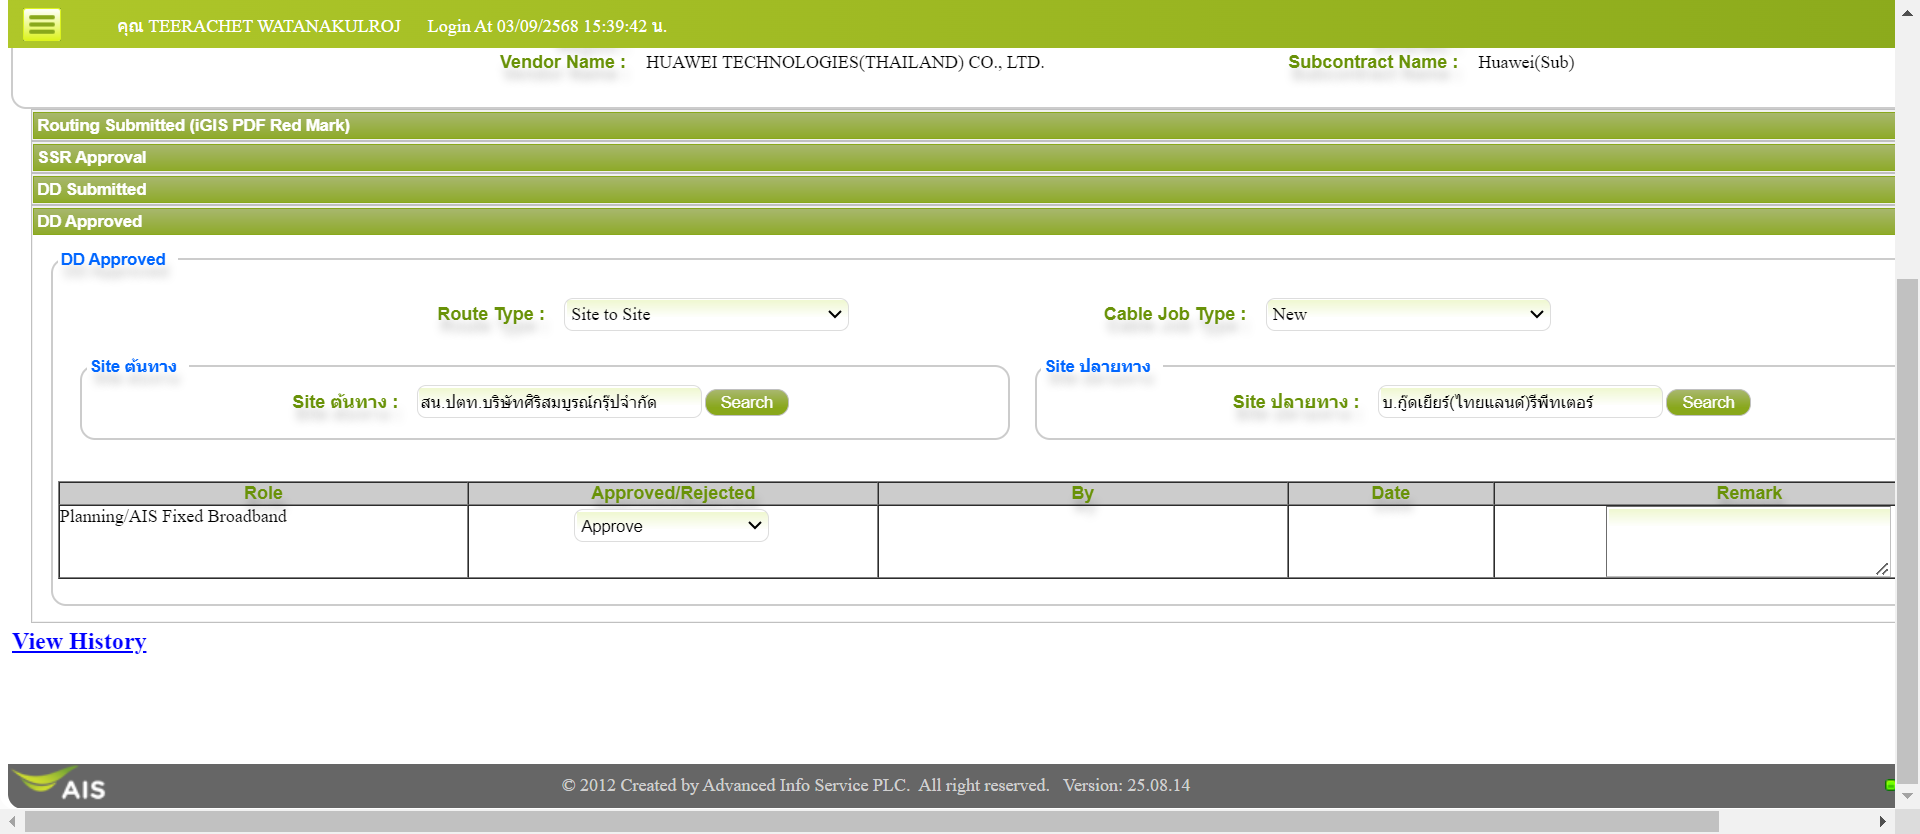 คุณ TEERACHET WATANAKULROJ Login At 03/09/2568 15:39:42 น.
Vendor Name : HUAWEI TECHNOLOGIES(THAILAND) CO., LTD. Subcontract Name : Huawei(Sub)
Routing Submitted (iGIS PDF Red Mark)
SSR Approval
DD Submitted
DD Approved
DD Approved
Route Type : Site to Site Cable Job Type : New
Site ต้นทาง Site ปลายทาง
Site ต้นทาง : สน.ปตท.บริษัทศิริสมบูรณ์กรุ๊ปจำกัด Search Site ปลายทาง : บ.กู๊ดเยียร์(ไทยแลนด์)รีพีทเตอร์ Search
Role Approved/Rejected By Date Remark
Planning/AIS Fixed Broadband Approve
View History
AIS © 2012 Created by Advanced Info Service PLC. All right reserved. Version: 25.08.14